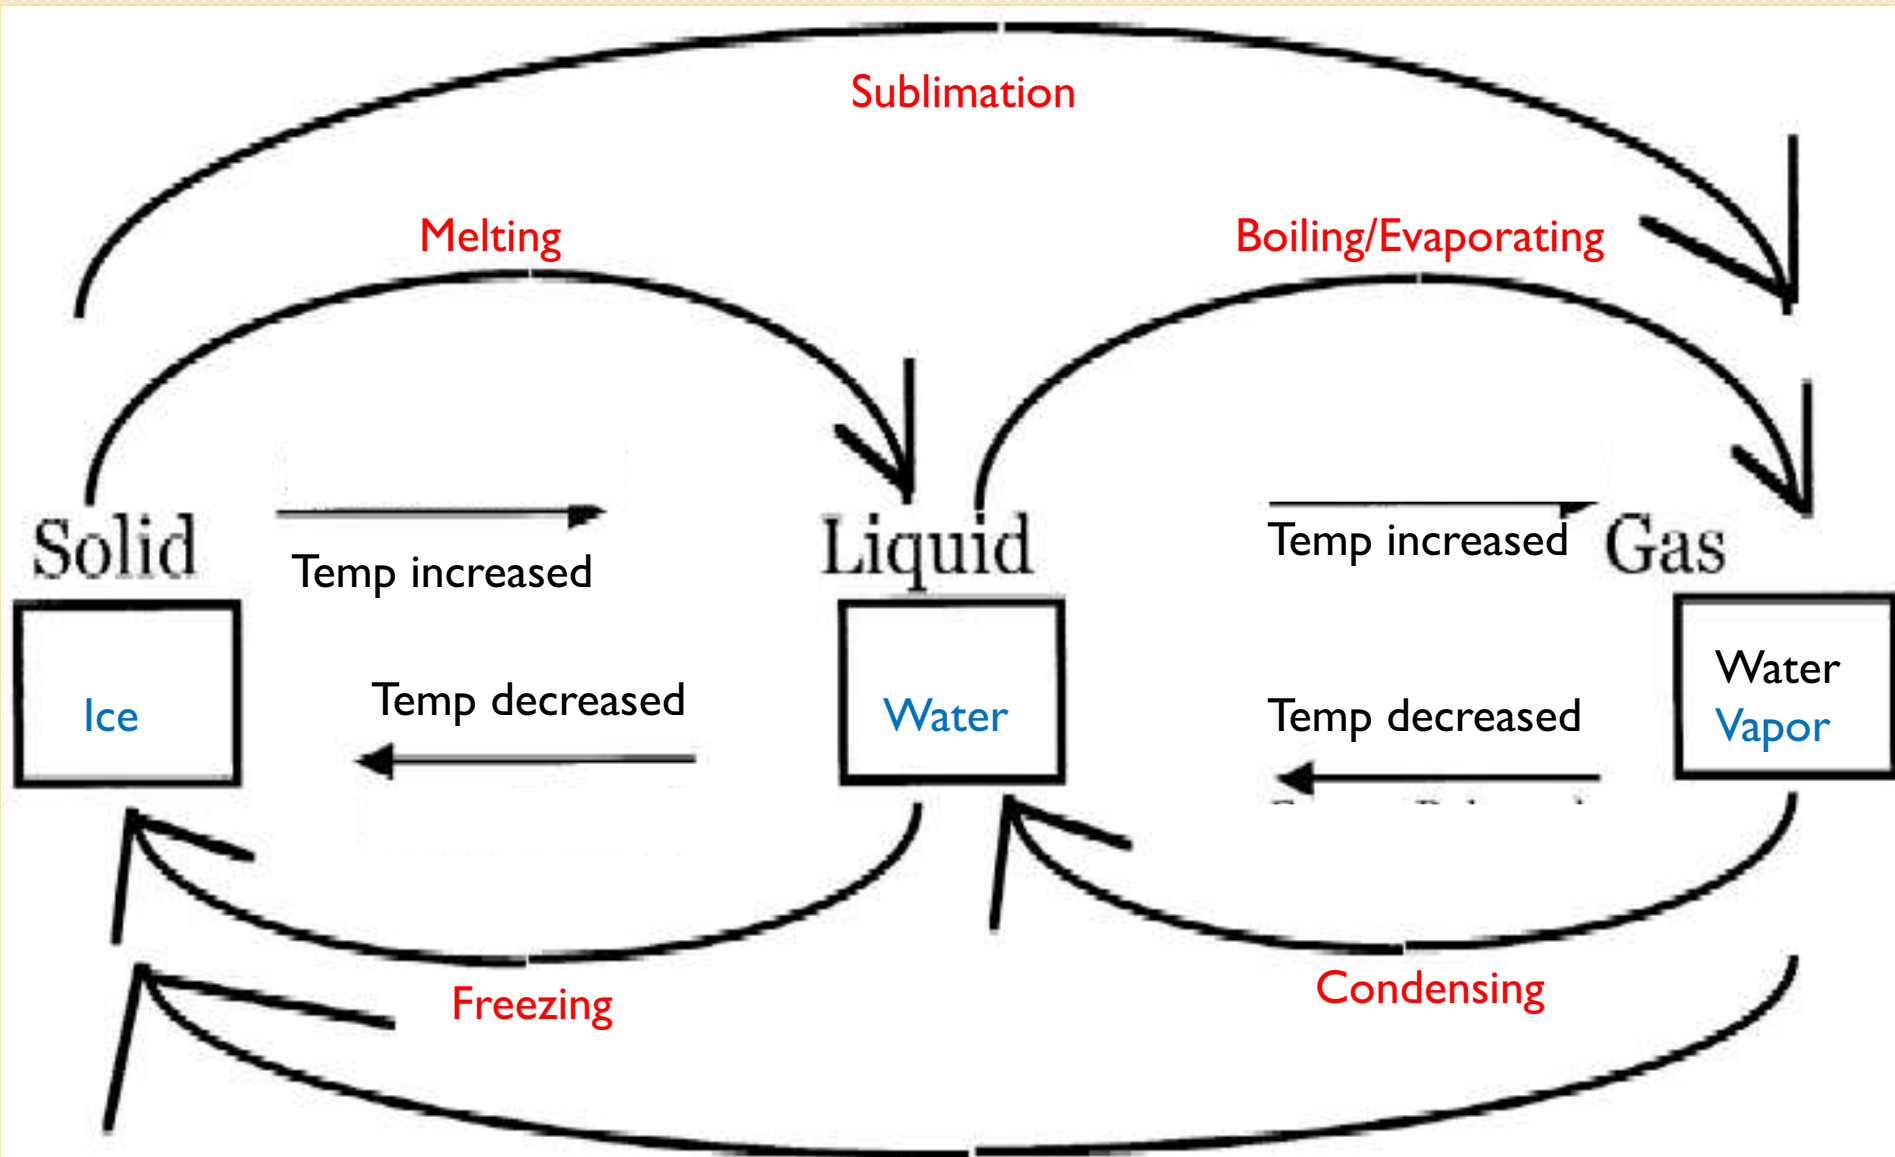 Sublimation
Melting
Boiling/Evaporating
Solid
Temp increased
Liquid
Temp increased
Gas
Ice
Temp decreased
Water
Temp decreased
Water
Vapor
Freezing
Condensing